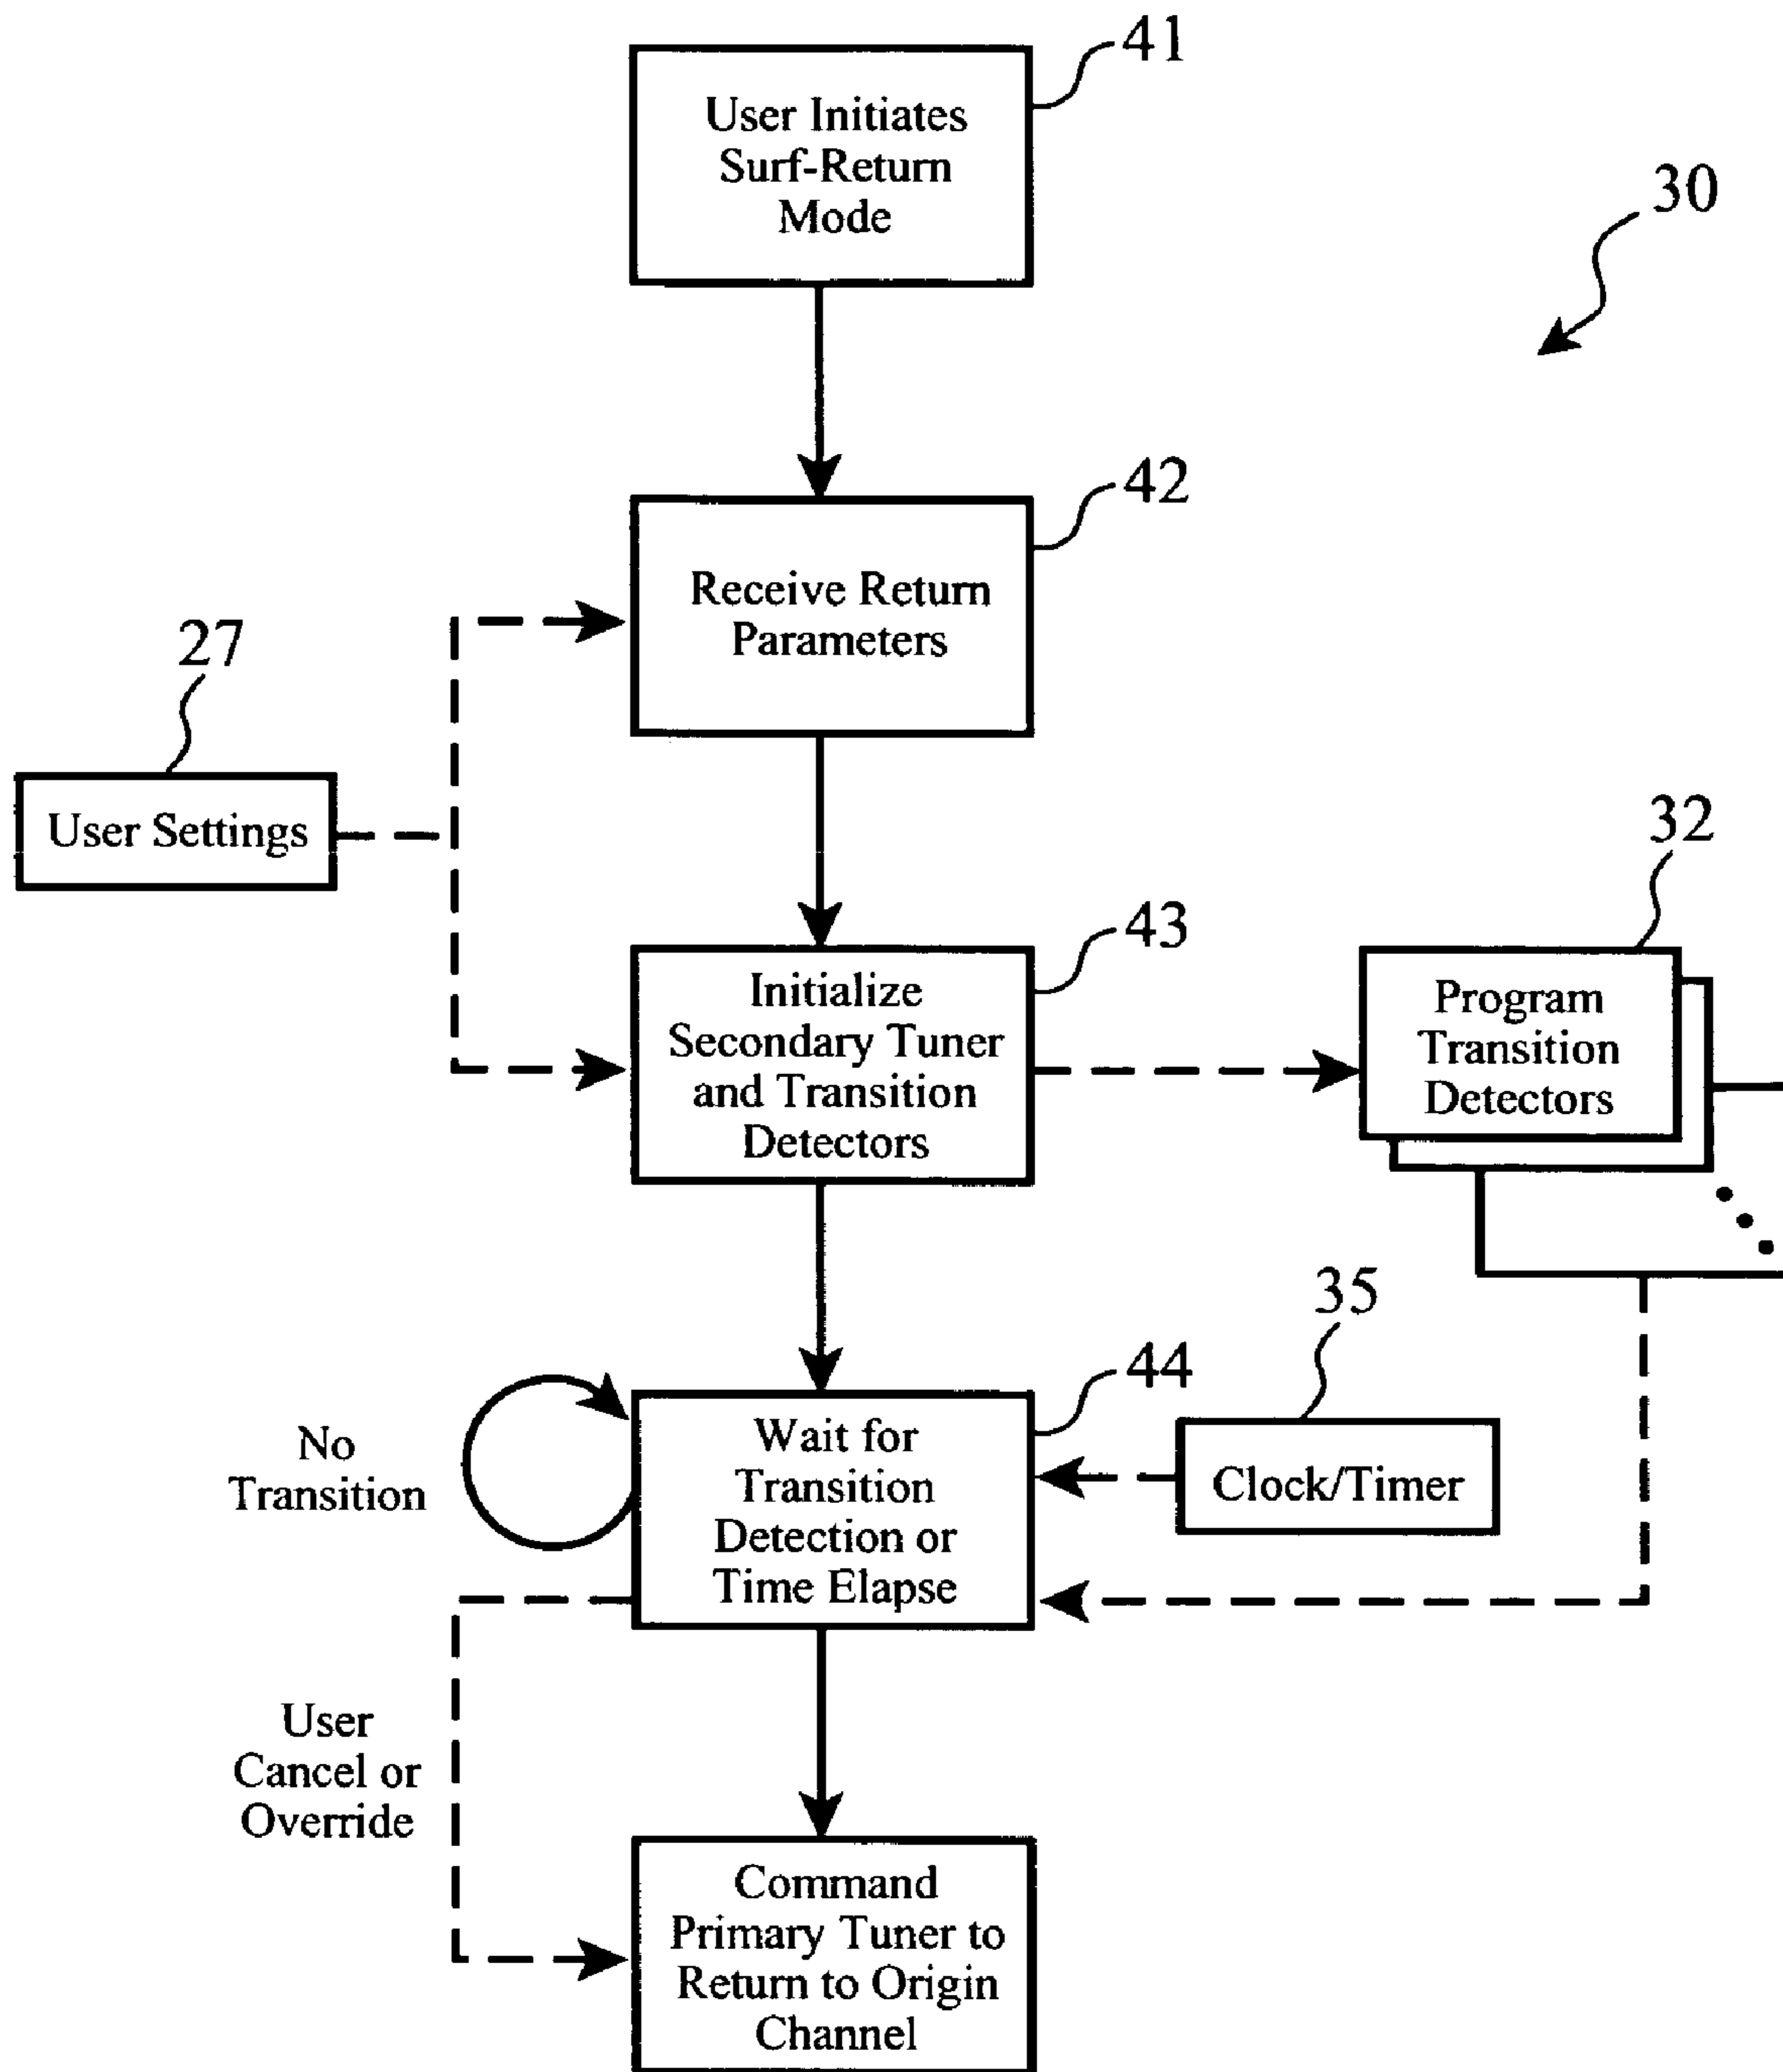 41
User Initiates
Surf-Return
Mode
30
42
Receive Return
Parameters
27
User Settings
32
43
Initialize
Secondary Tuner
and Transition
Detectors
Program
Transition
Detectors
35
44
No
Transition
Wait for
Transition
Detection or
Time Elapse
Clock/Timer
User
Cancel or
Override
Command
Primary Tuner to
Return to Origin
Channel